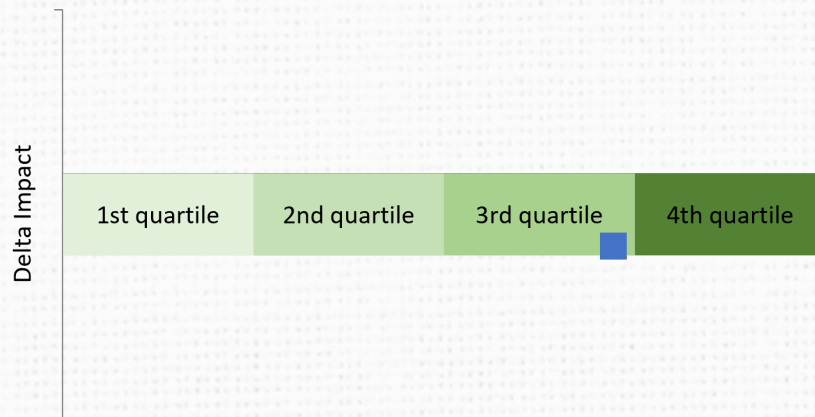 Delta Impact
1st quartile
2nd quartile
3rd quartile
4th quartile